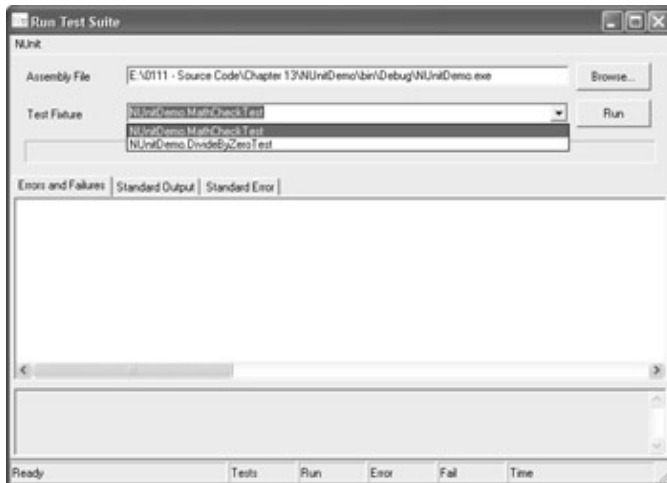 Run Test Suite
NUnit
Assembly File E:\0111 - Source Code\Chapter 13\NUnitDemo\bin\Debug\NUnitDemo.exe Browse...
Test Fixture NUnitDemo.MathCheckTest Run
NUnitDemo.MathCheckTest
NUnitDemo.DivideByZeroTest
Errors and Failures Standard Output Standard Error
Ready Tests Run Error Fail Time